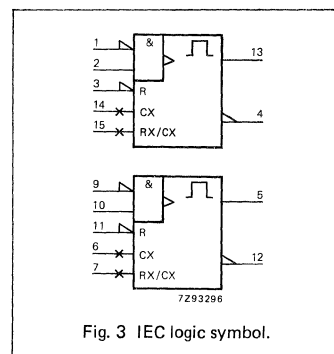 1
&
13
2
3
R
14
CX
4
15
RX/CX
9
&
5
10
11
R
6
CX
12
7
RX/CX
7Z93296
Fig. 3 IEC logic symbol.